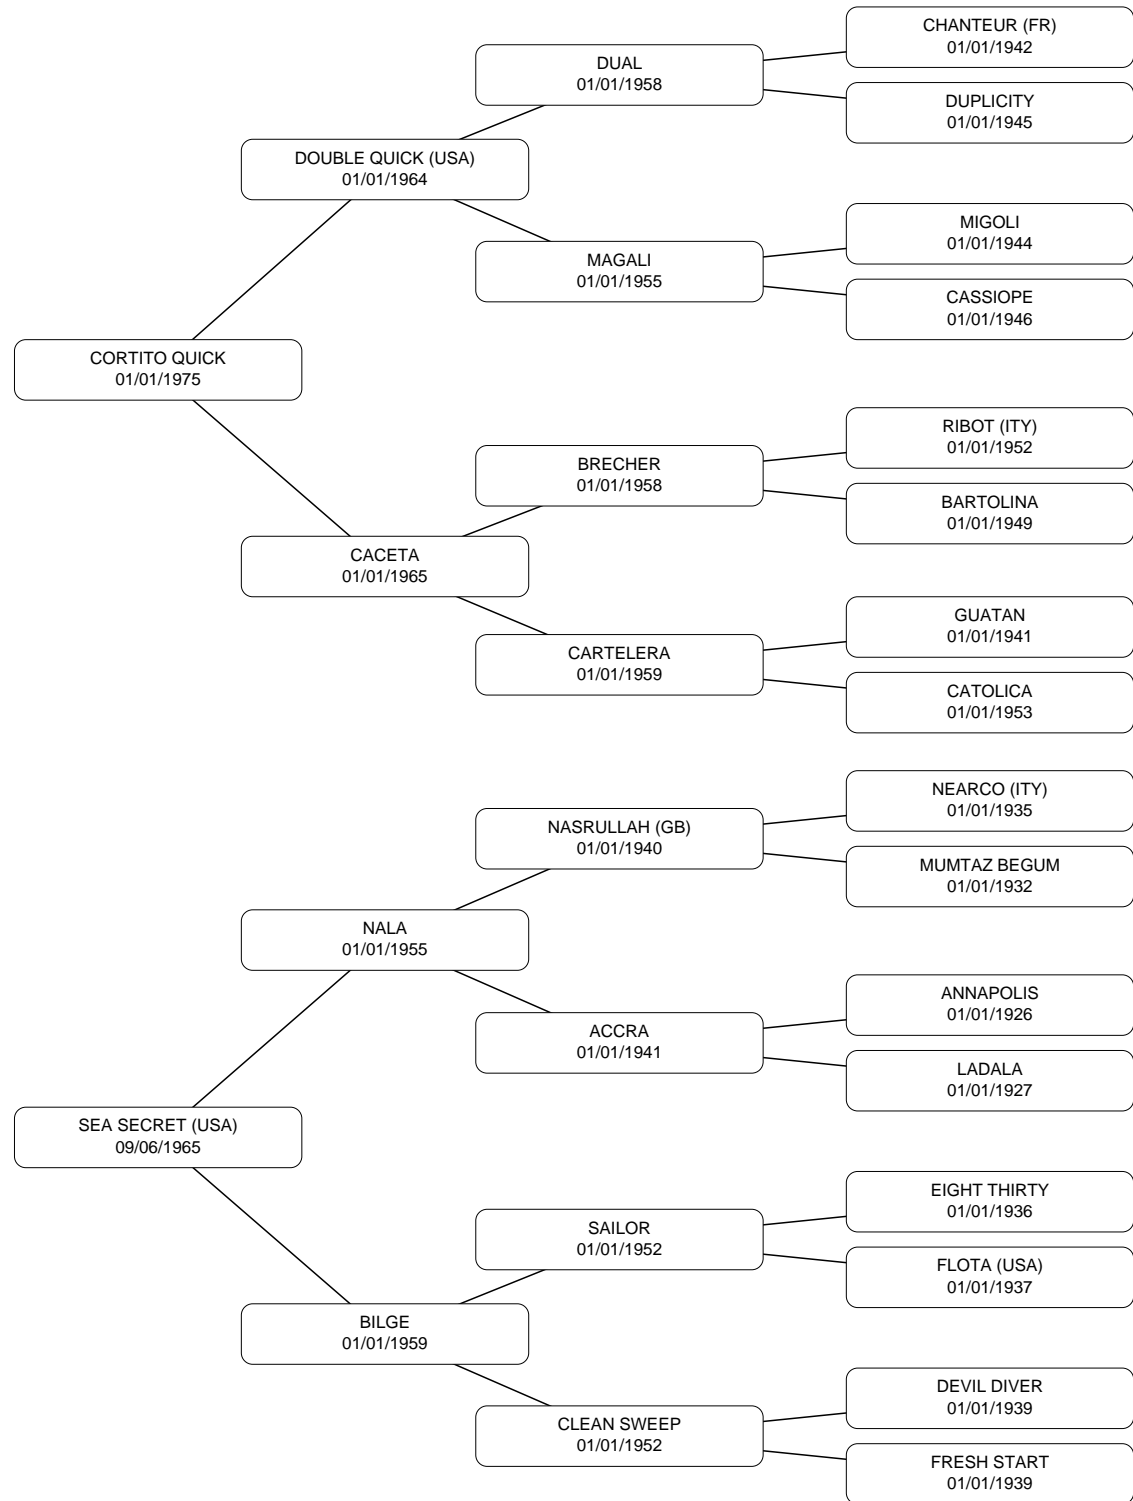 CHANTEUR (FR)
01/01/1942
DUAL
01/01/1958
DUPLICITY
01/01/1945
DOUBLE QUICK (USA)
01/01/1964
MIGOLI
01/01/1944
MAGALI
01/01/1955
CASSIOPE
01/01/1946
CORTITO QUICK
01/01/1975
RIBOT (ITY)
01/01/1952
BRECHER
01/01/1958
BARTOLINA
01/01/1949
CACETA
01/01/1965
GUATAN
01/01/1941
CARTELERA
01/01/1959
CATOLICA
01/01/1953
NEARCO (ITY)
01/01/1935
NASRULLAH (GB)
01/01/1940
MUMTAZ BEGUM
01/01/1932
NALA
01/01/1955
ANNAPOLIS
01/01/1926
ACCRA
01/01/1941
LADALA
01/01/1927
SEA SECRET (USA)
09/06/1965
EIGHT THIRTY
01/01/1936
SAILOR
01/01/1952
FLOTA (USA)
01/01/1937
BILGE
01/01/1959
DEVIL DIVER
01/01/1939
CLEAN SWEEP
01/01/1952
FRESH START
01/01/1939